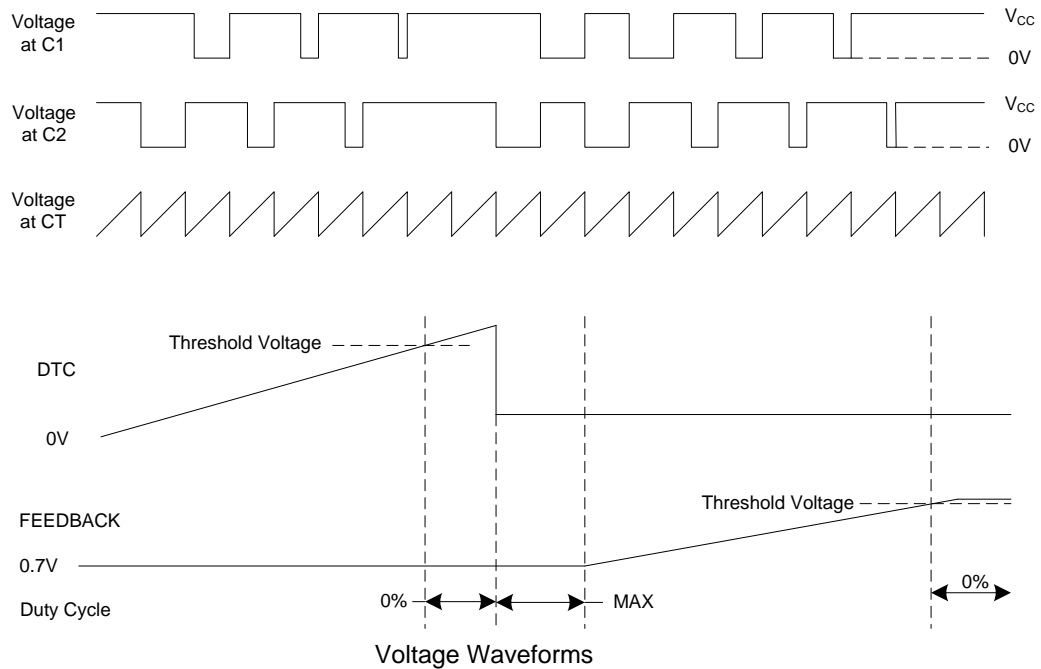 Voltage
at C1
V_CC
0V
Voltage
at C2
V_CC
0V
Voltage
at CT
Threshold Voltage
DTC
0V
Threshold Voltage
FEEDBACK
0.7V
0%
Duty Cycle
0%
MAX
Voltage Waveforms